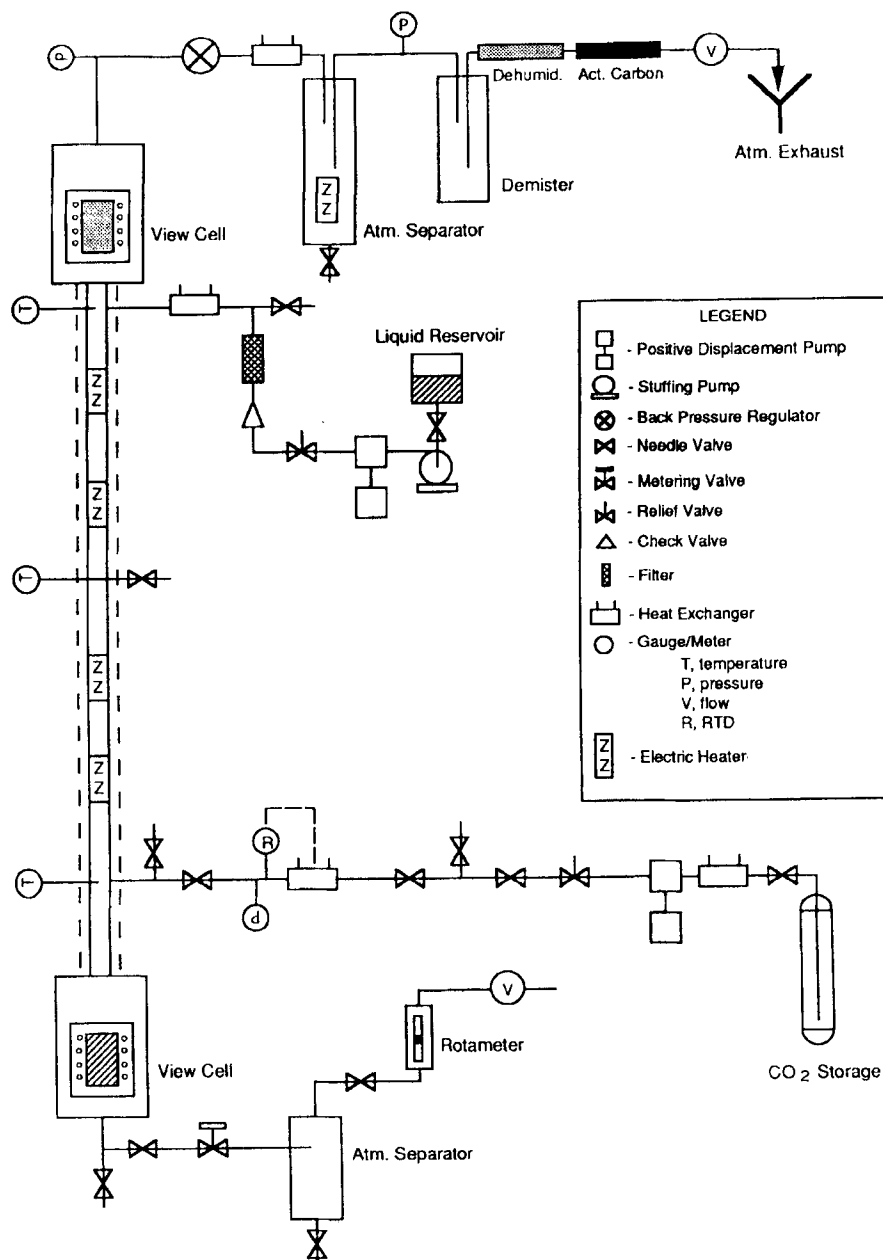 P
P
V
Dehumid.
Act. Carbon
Atm. Exhaust
Demister
Z
Z
Atm. Separator
View Cell
T
Liquid Reservoir
Z
Z
Z
Z
T
Z
Z
Z
Z
LEGEND
- Positive Displacement Pump
- Stuffing Pump
- Back Pressure Regulator
- Needle Valve
- Metering Valve
- Relief Valve
- Check Valve
- Filter
- Heat Exchanger
- Gauge/Meter
T, temperature
P, pressure
V, flow
R, RTD
Z
Z
- Electric Heater
R
T
P
V
Rotameter
CO2 Storage
View Cell
Atm. Separator